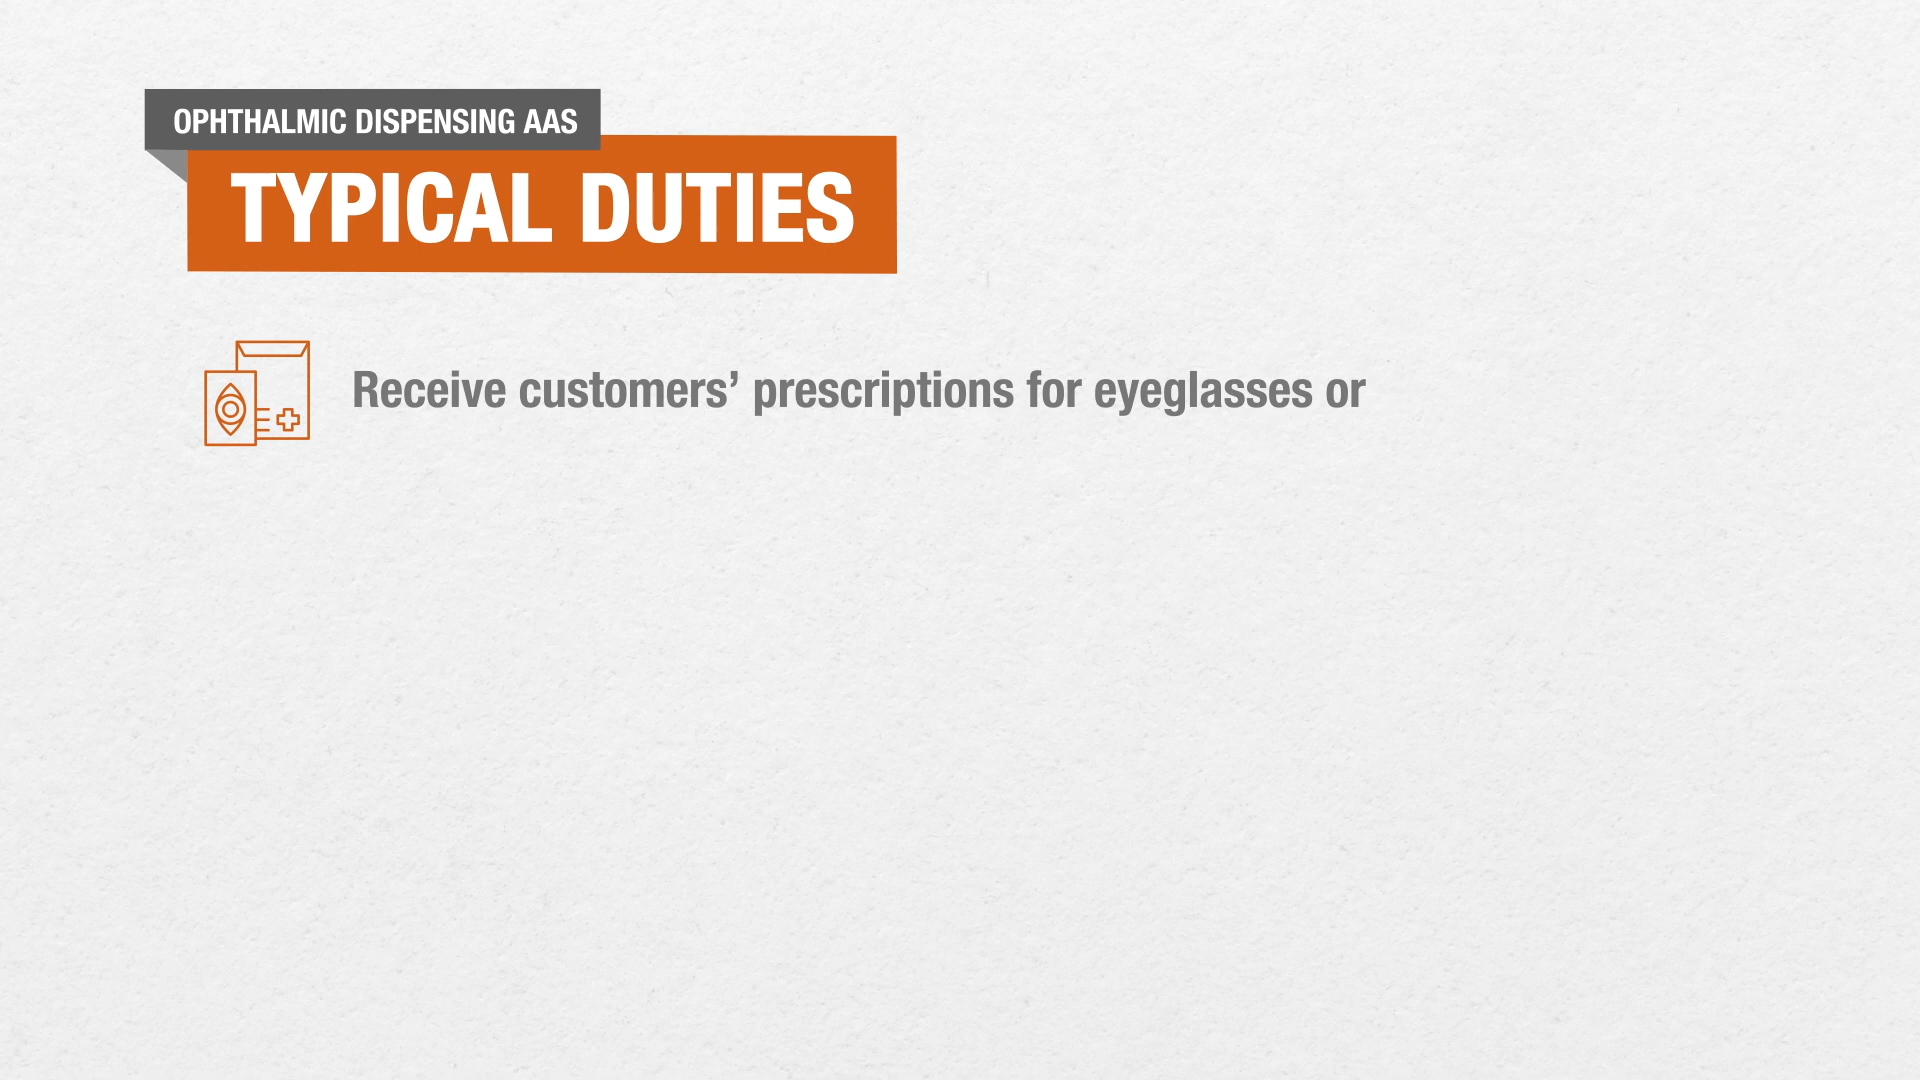 OPHTHALMIC DISPENSING AAS
TYPICAL DUTIES
Receive customers’ prescriptions for eyeglasses or